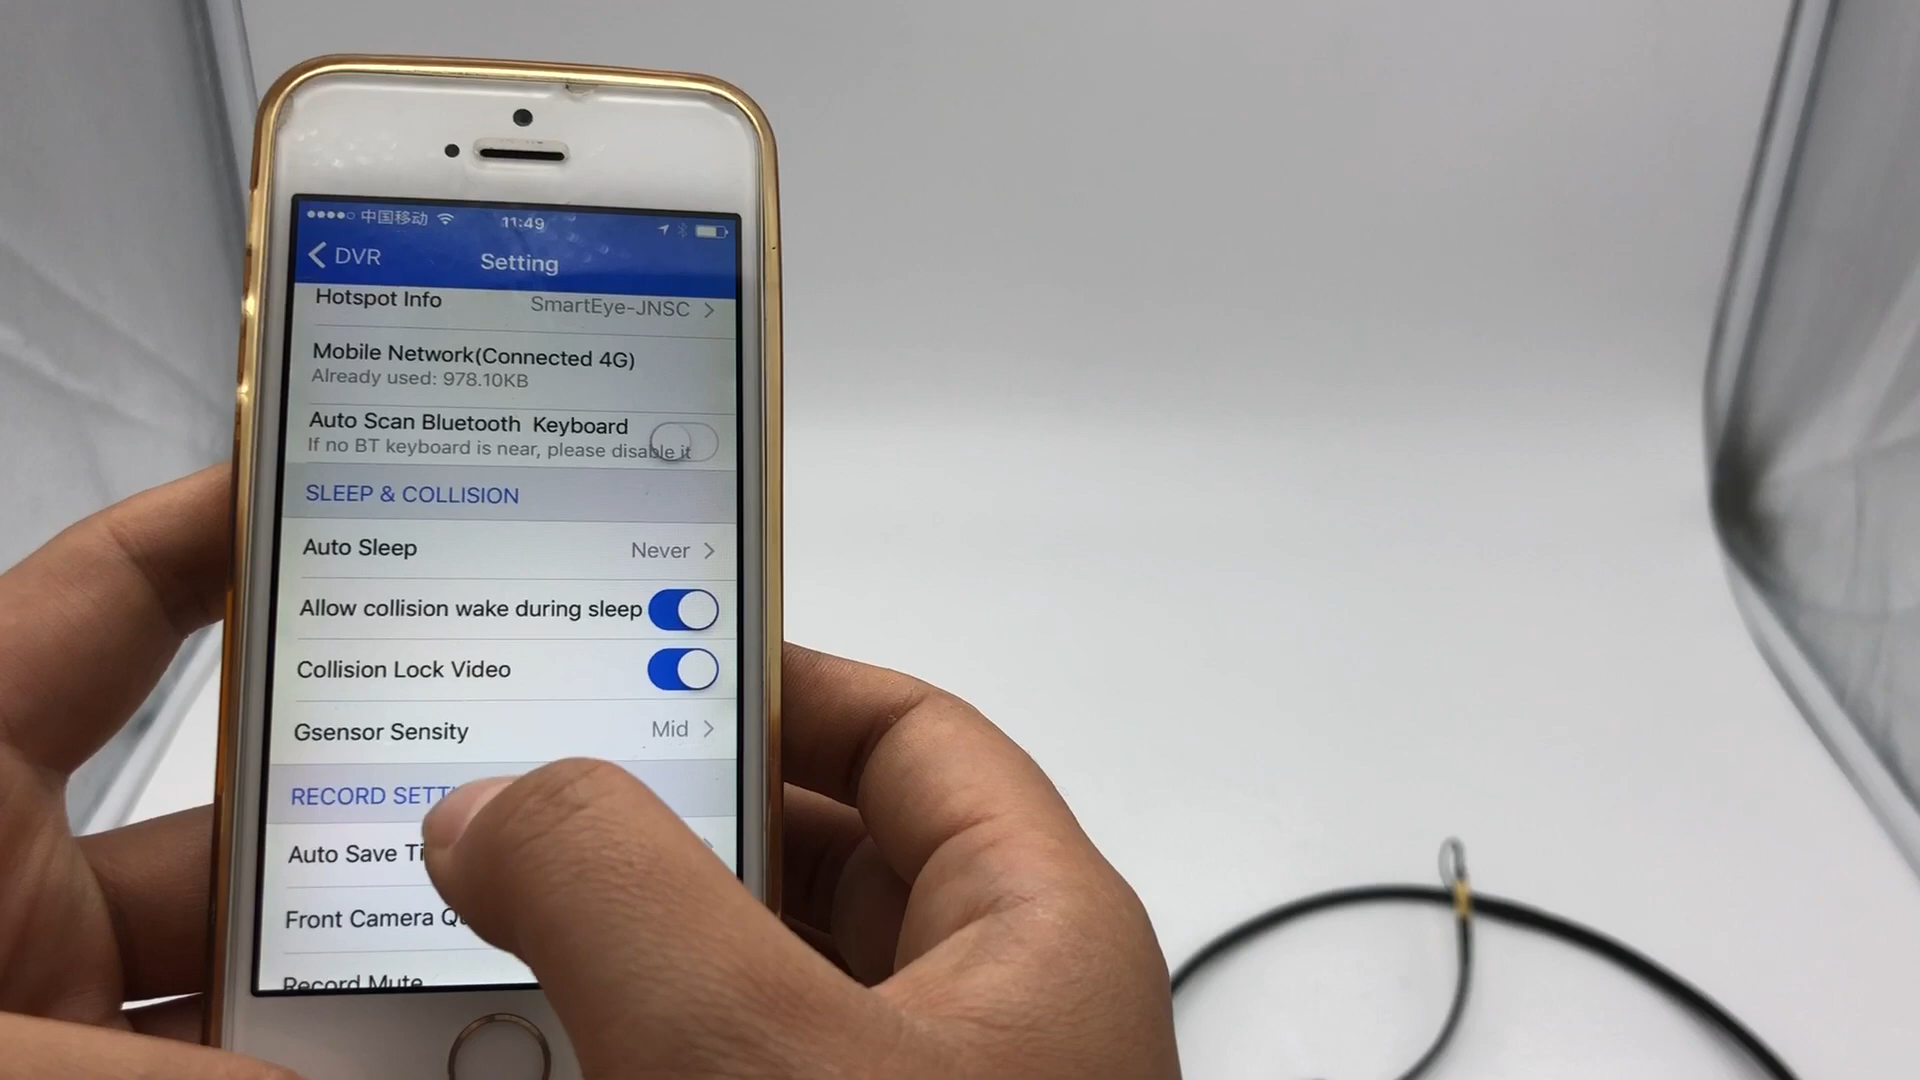 中国移动
11:49
DVR
Setting
Hotspot Info SmartEye-JNSC
Mobile Network(Connected 4G)
Already used: 978.10KB
Auto Scan Bluetooth Keyboard
If no BT keyboard is near, please disable it
SLEEP & COLLISION
Auto Sleep Never
Allow collision wake during sleep
Collision Lock Video
Gsensor Sensity Mid
RECORD
Auto Save
Front Camera
Record Mute